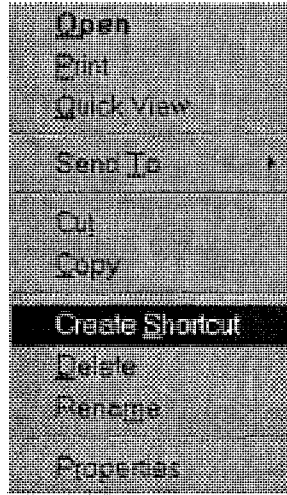 Open
Print
Quick View
Send To
Cut
Copy
Create Shortcut
Delete
Rename
Properties